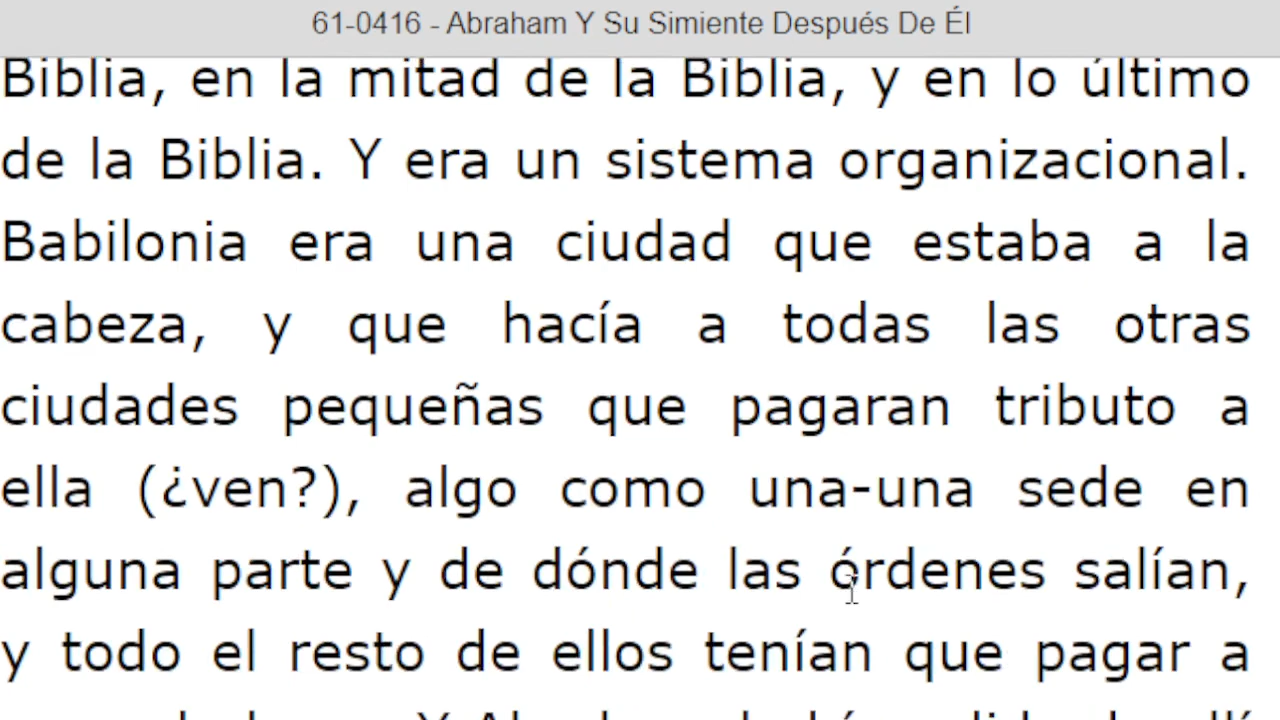 61-0416 - Abraham Y Su Simiente Después De Él
Biblia, en la mitad de la Biblia, y en lo último
de la Biblia. Y era un sistema organizacional.
Babilonia era una ciudad que estaba a la
cabeza, y que hacía a todas las otras
ciudades pequeñas que pagaran tributo a
ella (¿ven?), algo como una-una sede en
alguna parte y de dónde las órdenes salían,
y todo el resto de ellos tenían que pagar a